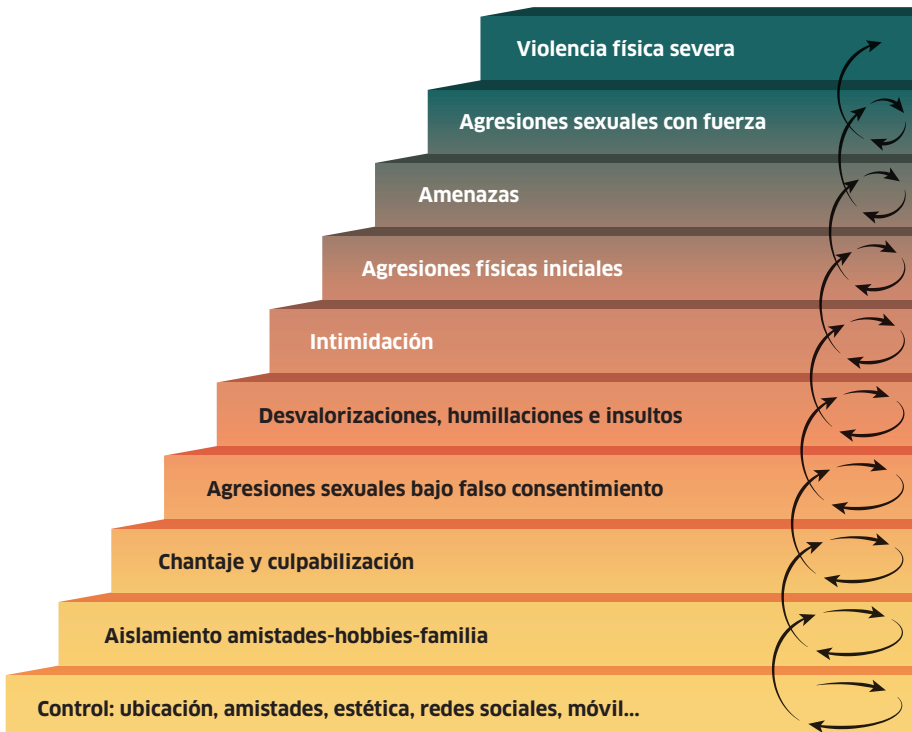 Violencia física severa
Agresiones sexuales con fuerza
Amenazas
Agresiones físicas iniciales
Intimidación
Desvalorizaciones, humillaciones e insultos
Agresiones sexuales bajo falso consentimiento
Chantaje y culpabilización
Aislamiento amistades-hobbies-familia
Control: ubicación, amistades, estética, redes sociales, móvil...